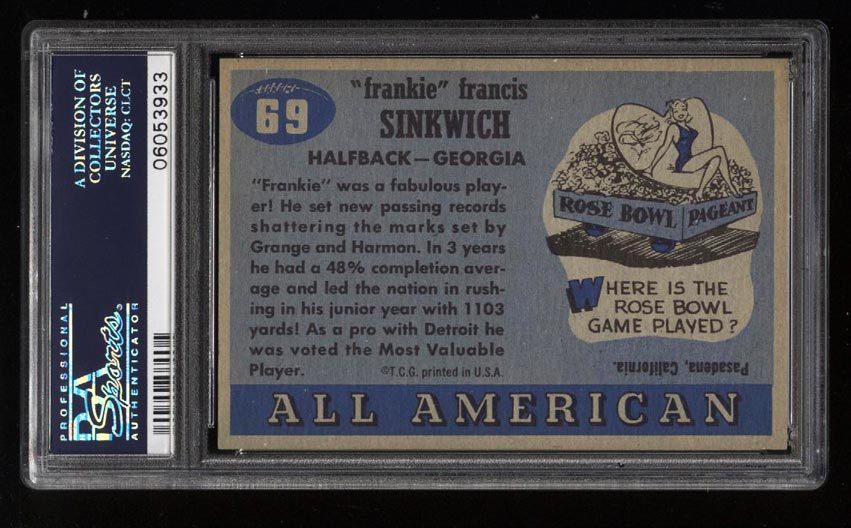 A DIVISION OF
COLLECTORS
UNIVERSE
NASDAQ: CLCT
06053933
PROFESSIONAL
PSA
Sports
AUTHENTICATOR
69
"frankie" francis
SINKWICH
HALFBACK—GEORGIA
"Frankie" was a fabulous play-
er! He set new passing records
shattering the marks set by
Grange and Harmon. In 3 years
he had a 48% completion aver-
age and led the nation in rush-
ing in his junior year with 1103
yards! As a pro with Detroit he
was voted the Most Valuable
Player.
©T.C.G. printed in U.S.A.
ROSE BOWL PAGEANT
WHERE IS THE
ROSE BOWL
GAME PLAYED?
Pasadena, California.
ALL AMERICAN